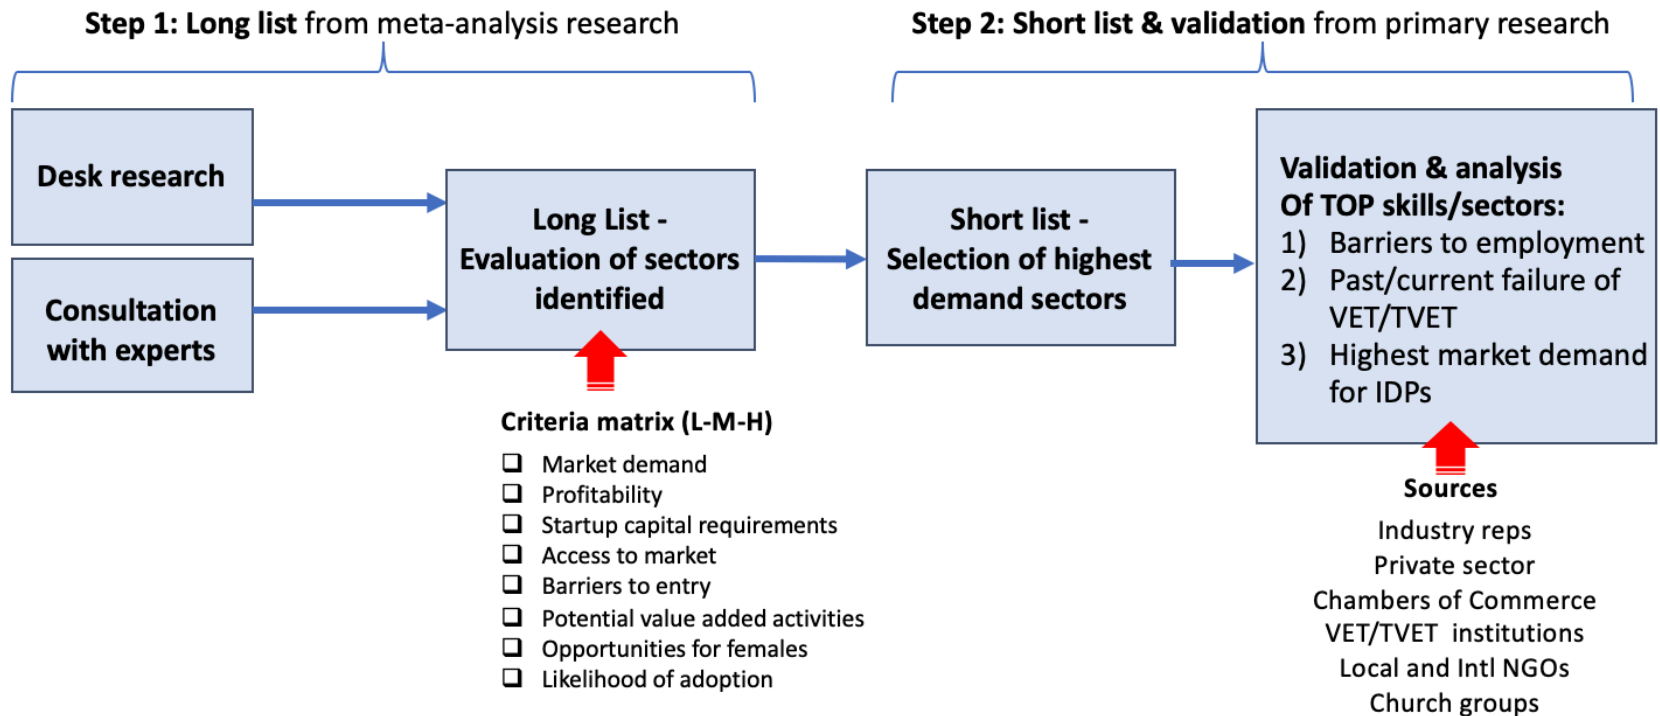 Step 1: Long list from meta-analysis research
Step 2: Short list & validation from primary research
Desk research
Consultation
with experts
Long List -
Evaluation of sectors
identified
Short list -
Selection of highest
demand sectors
Validation & analysis
Of TOP skills/sectors:
1) Barriers to employment
2) Past/current failure of
VET/TVET
3) Highest market demand
for IDPs
Criteria matrix (L-M-H)
❑ Market demand
❑ Profitability
❑ Startup capital requirements
❑ Access to market
❑ Barriers to entry
❑ Potential value added activities
❑ Opportunities for females
❑ Likelihood of adoption
Sources
Industry reps
Private sector
Chambers of Commerce
VET/TVET institutions
Local and Intl NGOs
Church groups